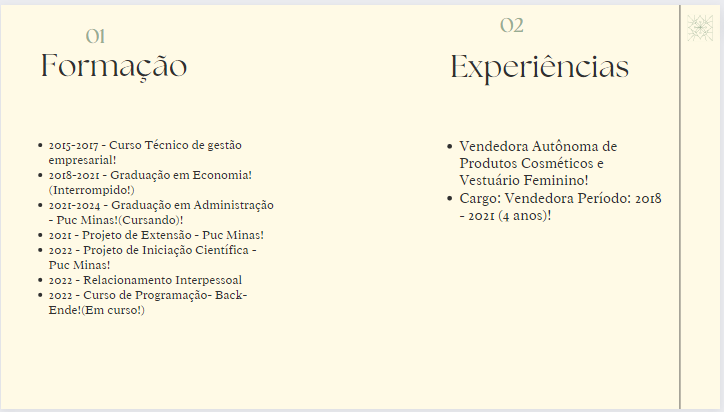 01
Formação
• 2015-2017 - Curso Técnico de gestão
empresarial!
• 2018-2021 - Graduação em Economia!
(Interrompido!)
• 2021-2024 - Graduação em Administração
- Puc Minas!(Cursando)!
• 2021 - Projeto de Extensão - Puc Minas!
• 2022 - Projeto de Iniciação Científica -
Puc Minas!
• 2022 - Relacionamento Interpessoal
• 2022 - Curso de Programação- Back-
Ende!(Em curso!)
02
Experiências
• Vendedora Autônoma de
Produtos Cosméticos e
Vestuário Feminino!
• Cargo: Vendedora Período: 2018
- 2021 (4 anos)!